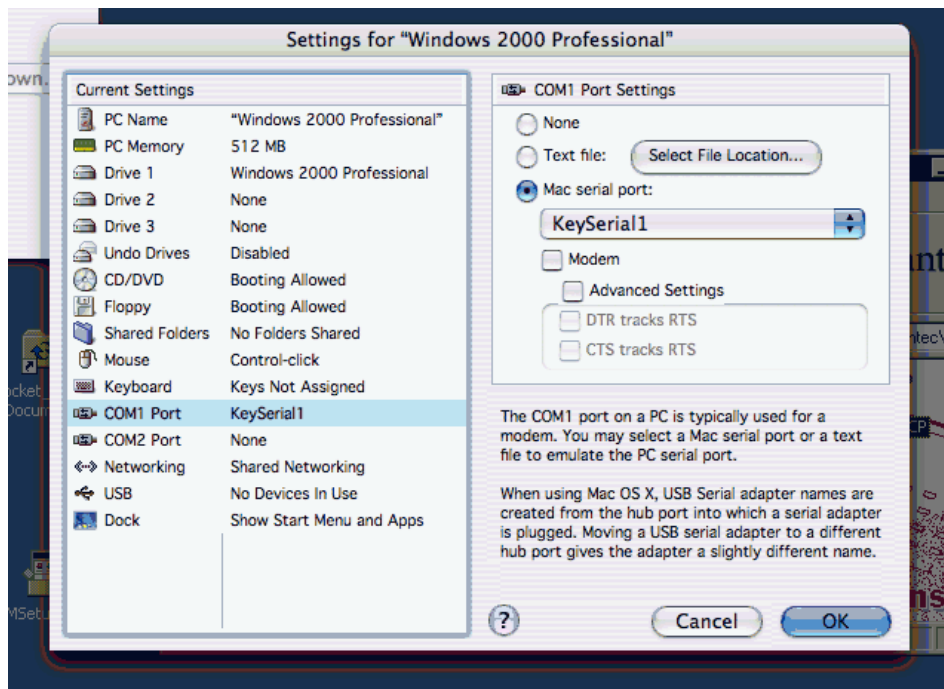 Settings for “Windows 2000 Professional”
own.
Current Settings
PC Name “Windows 2000 Professional”
PC Memory 512 MB
Drive 1 Windows 2000 Professional
Drive 2 None
Drive 3 None
Undo Drives Disabled
CD/DVD Booting Allowed
Floppy Booting Allowed
Shared Folders No Folders Shared
Mouse Control-click
Keyboard Keys Not Assigned
COM1 Port KeySerial1
COM2 Port None
Networking Shared Networking
USB No Devices In Use
Dock Show Start Menu and Apps
COM1 Port Settings
None
Text file: Select File Location...
Mac serial port:
KeySerial1
Modem
Advanced Settings
DTR tracks RTS
CTS tracks RTS
The COM1 port on a PC is typically used for a
modem. You may select a Mac serial port or a text
file to emulate the PC serial port.
When using Mac OS X, USB Serial adapter names are
created from the hub port into which a serial adapter
is plugged. Moving a USB serial adapter to a different
hub port gives the adapter a slightly different name.
? Cancel OK
ocket_
Docum
MSetu
ant
ntec\
CP
ns